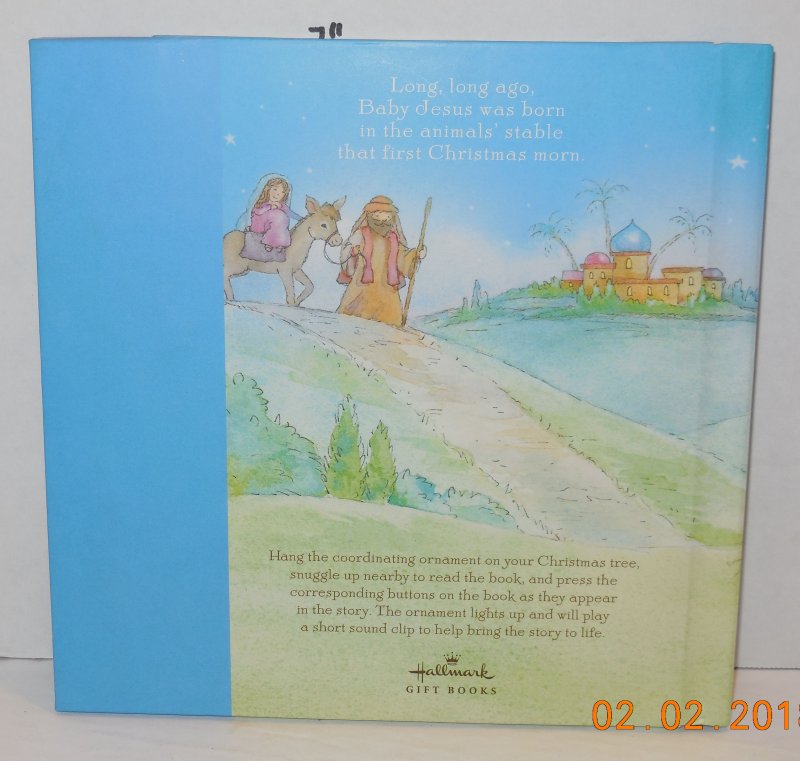 7"
Long, long ago,
Baby Jesus was born
in the animals' stable
that first Christmas morn.
Hang the coordinating ornament on your Christmas tree,
snuggle up nearby to read the book, and press the
corresponding buttons on the book as they appear
in the story. The ornament lights up and will play
a short sound clip to help bring the story to life.
Hallmark
GIFT BOOKS
02.02.2018